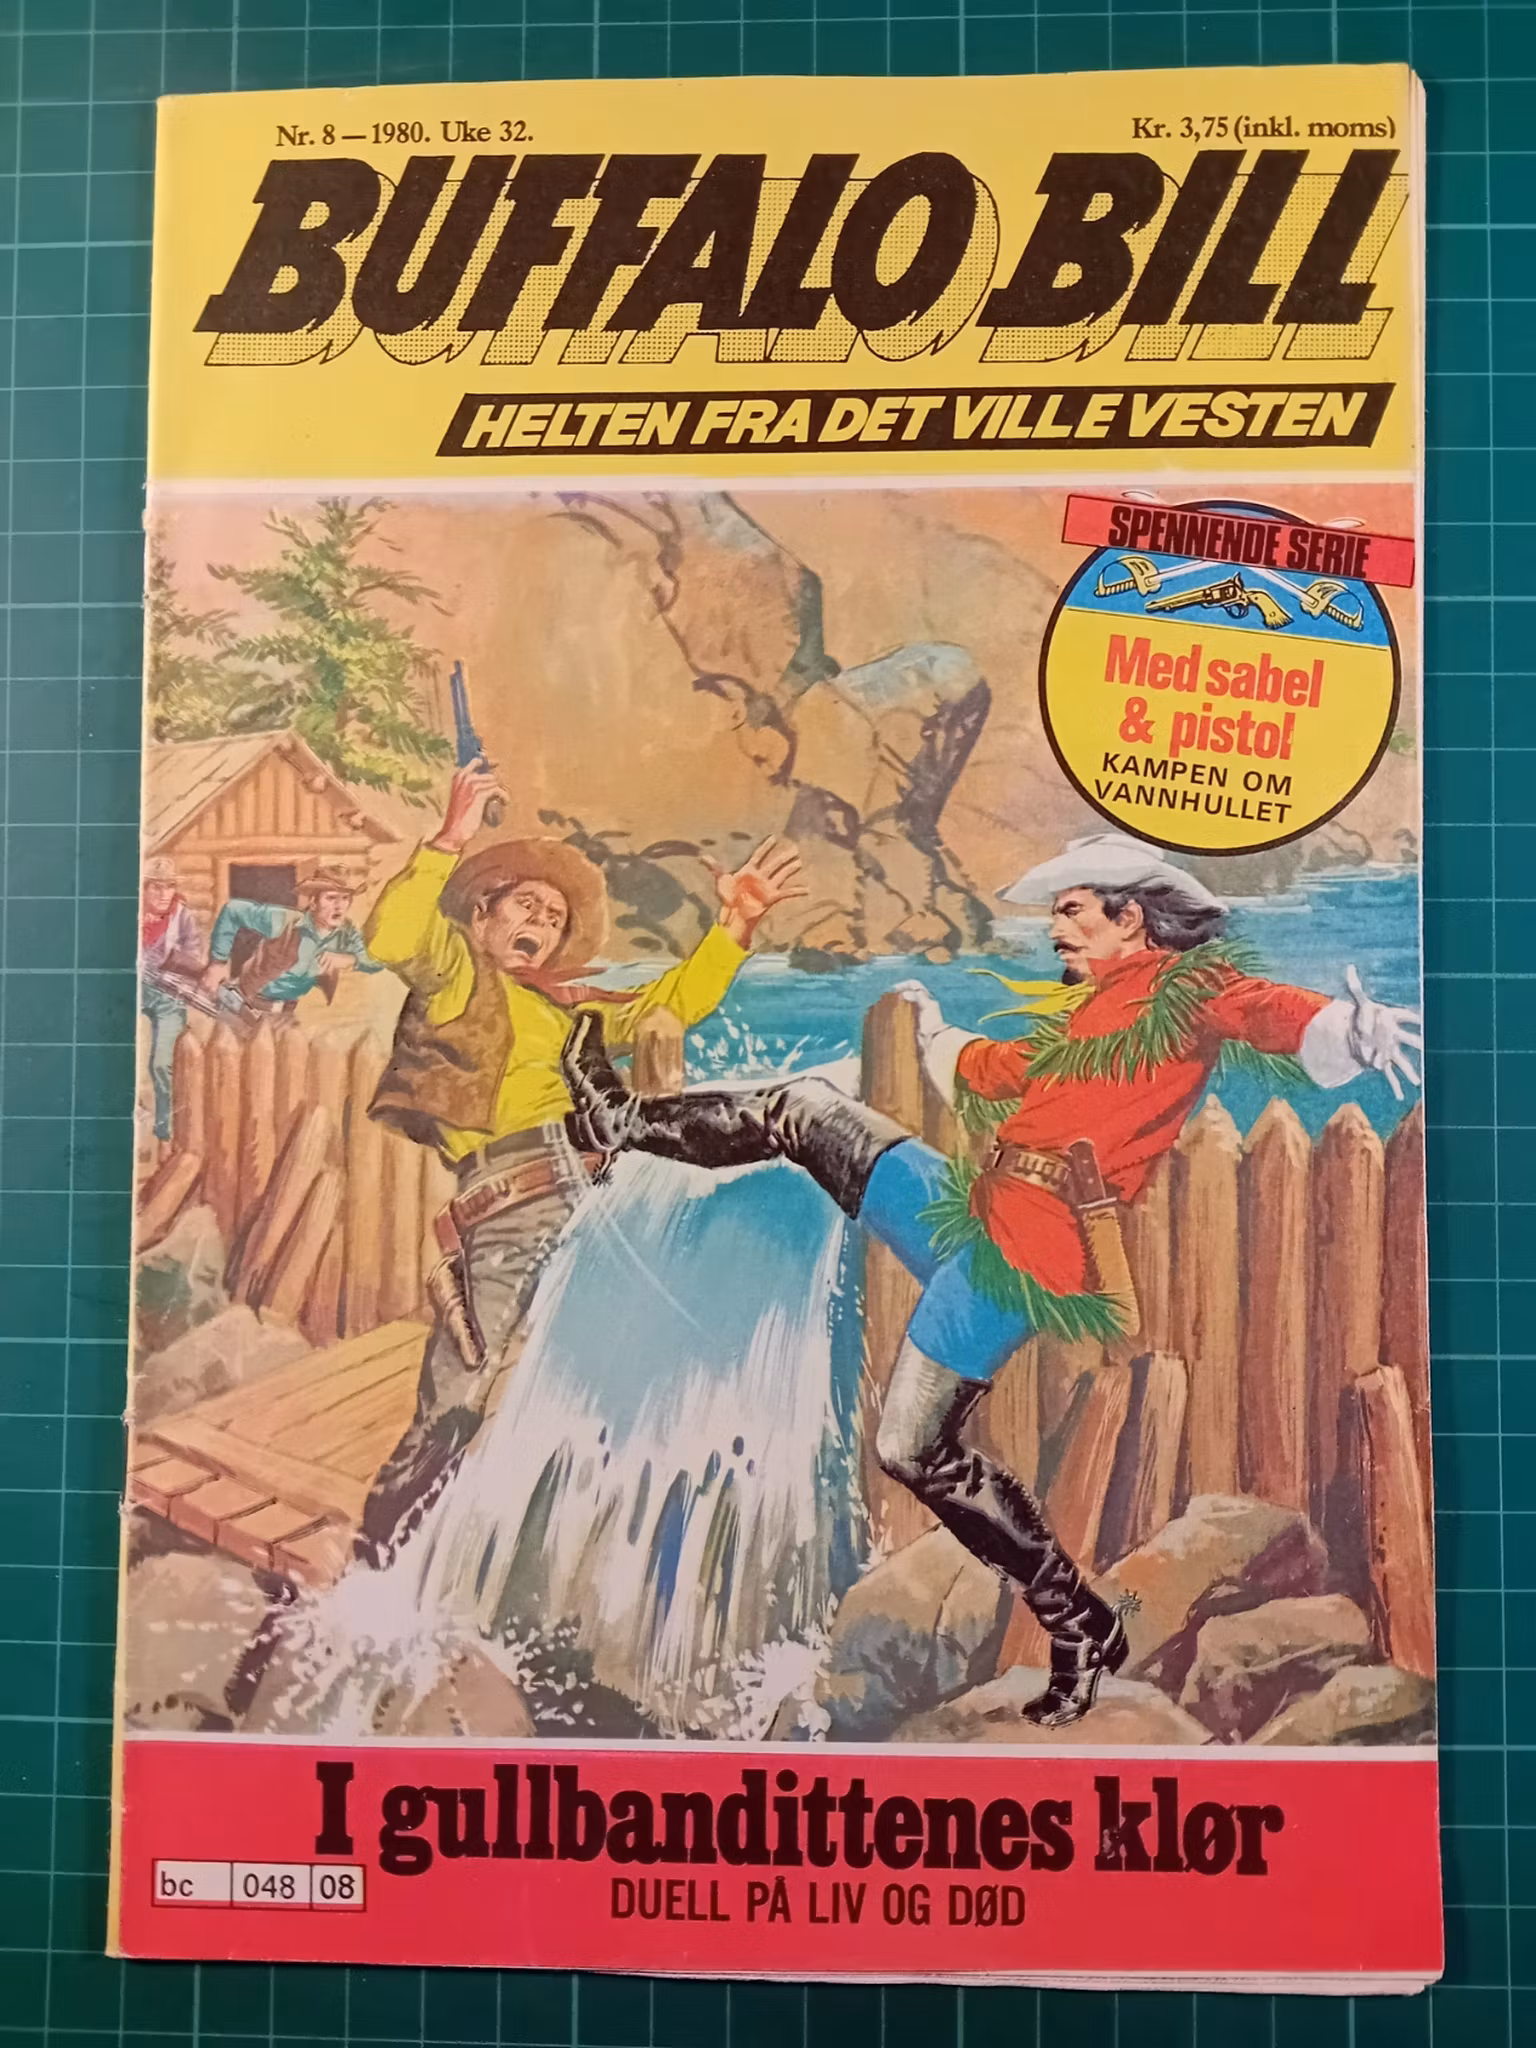 Nr. 8 — 1980. Uke 32.
Kr. 3,75 (inkl. moms)
BUFFALO BILL
HELTEN FRA DET VILLE VESTEN
SPENNENDE SERIE
Med sabel
& pistol
KAMPEN OM
VANNHULLET
I gullbandittenes klør
DUELL PÅ LIV OG DØD
bc 048 08